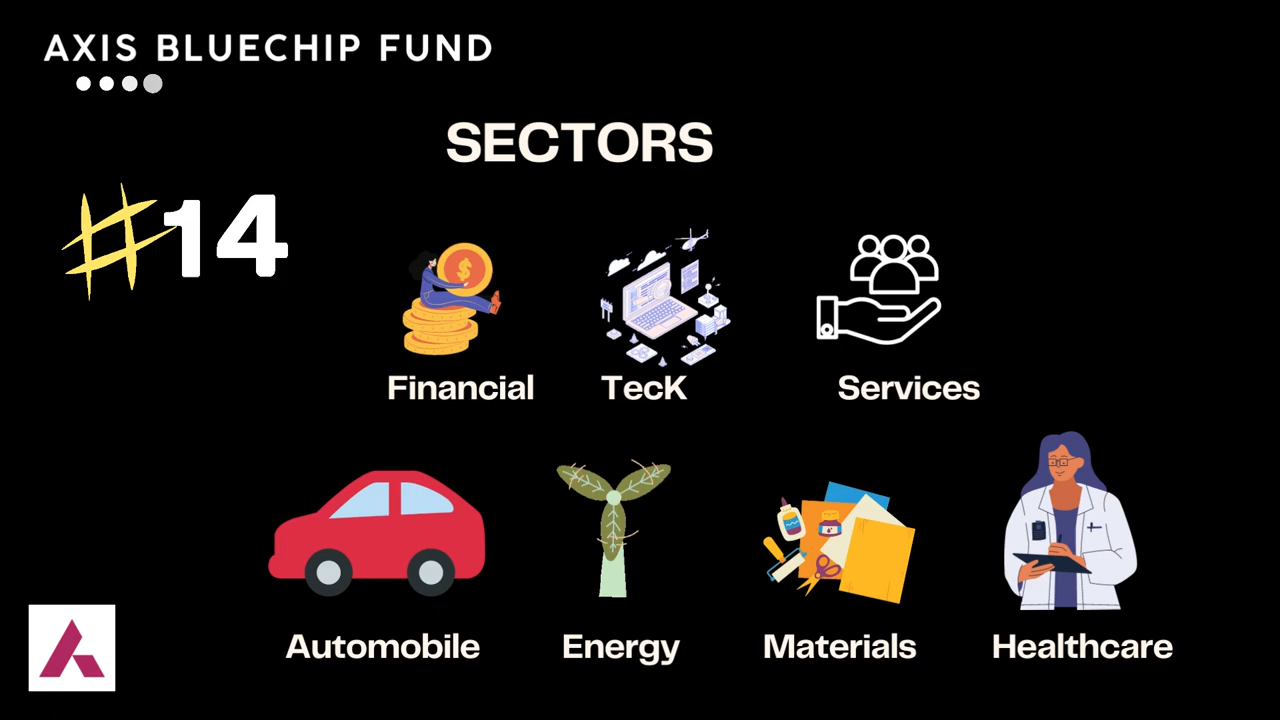 AXIS BLUECHIP FUND
SECTORS
#14
Financial
TecK
Services
Automobile
Energy
Materials
Healthcare